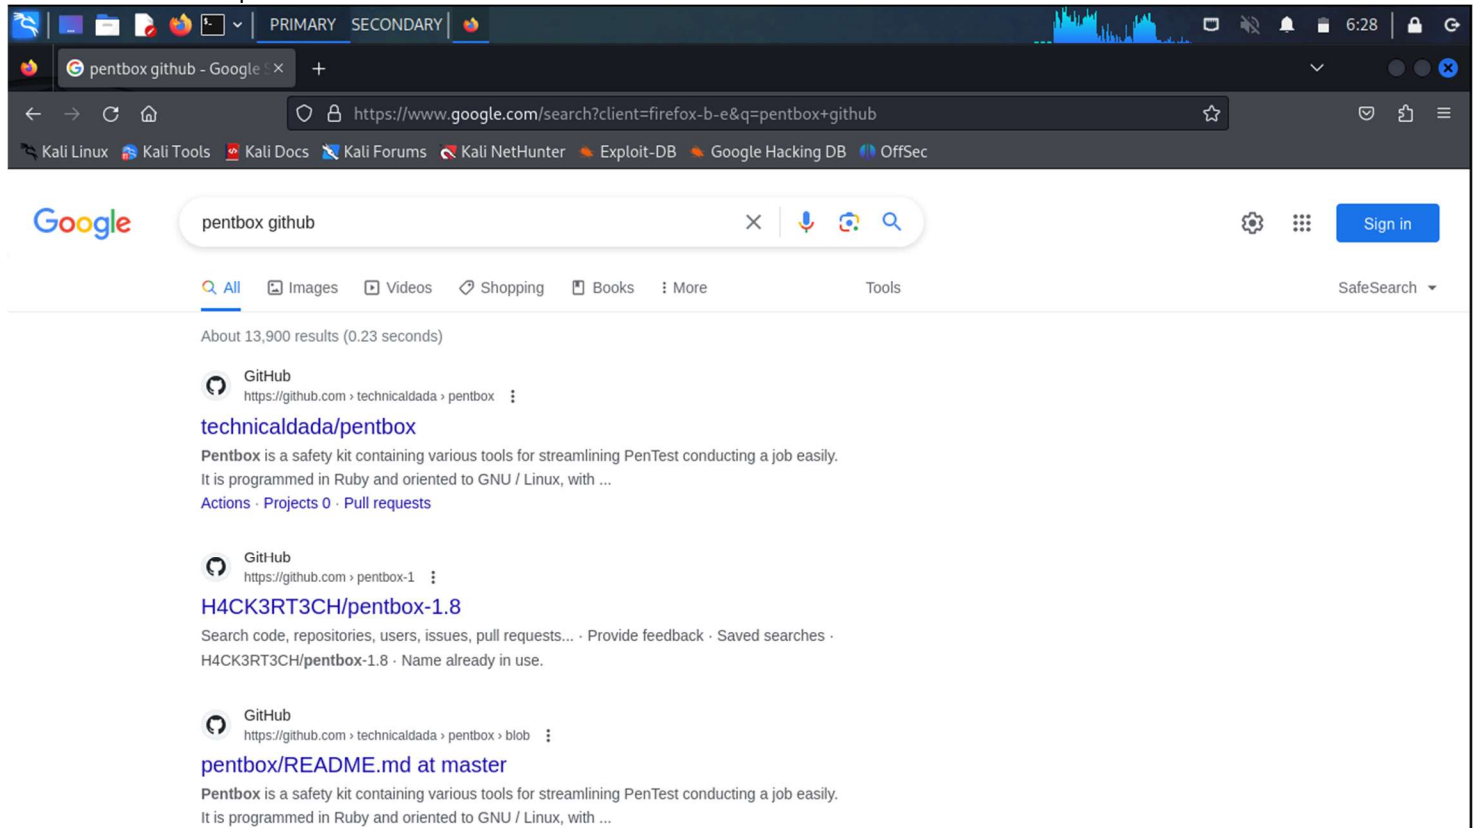 PRIMARY SECONDARY 6:28
pentbox github - Google S
https://www.google.com/search?client=firefox-b-e&q=pentbox+github
Kali Linux Kali Tools Kali Docs Kali Forums Kali NetHunter Exploit-DB Google Hacking DB OffSec
Google pentbox github Sign in
All Images Videos Shopping Books More Tools SafeSearch
About 13,900 results (0.23 seconds)
GitHub
https://github.com › technicaldada › pentbox
technicaldada/pentbox
Pentbox is a safety kit containing various tools for streamlining PenTest conducting a job easily.
It is programmed in Ruby and oriented to GNU / Linux, with ...
Actions · Projects 0 · Pull requests
GitHub
https://github.com › pentbox-1
H4CK3RT3CH/pentbox-1.8
Search code, repositories, users, issues, pull requests... · Provide feedback · Saved searches ·
H4CK3RT3CH/pentbox-1.8 · Name already in use.
GitHub
https://github.com › technicaldada › pentbox › blob
pentbox/README.md at master
Pentbox is a safety kit containing various tools for streamlining PenTest conducting a job easily.
It is programmed in Ruby and oriented to GNU / Linux, with ...